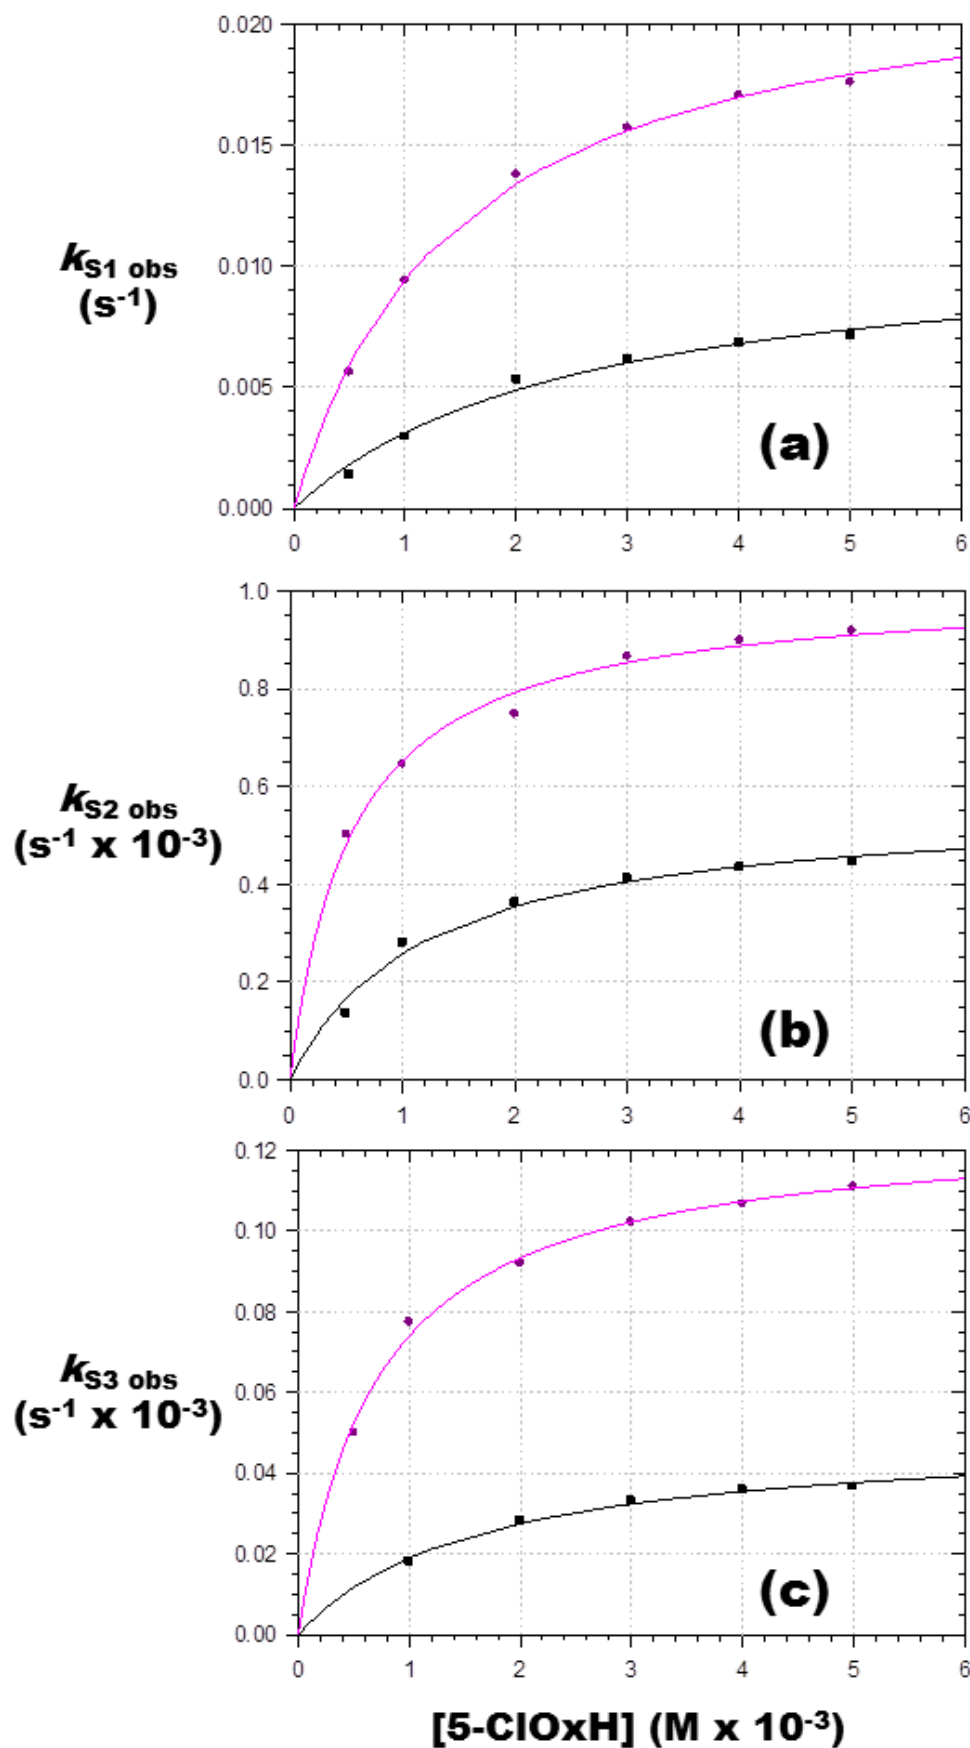 0.020
0.015
k S1 obs
(s-1)
0.010
0.005
(a)
0.000
0 1 2 3 4 5 6
1.0
0.8
k S2 obs
(s-1 x 10-3)
0.6
0.4
0.2
(b)
0.0
0 1 2 3 4 5 6
0.12
0.10
0.08
k S3 obs
(s-1 x 10-3)
0.06
0.04
0.02
(c)
0.00
0 1 2 3 4 5 6
[5-ClOxH] (M x 10-3)